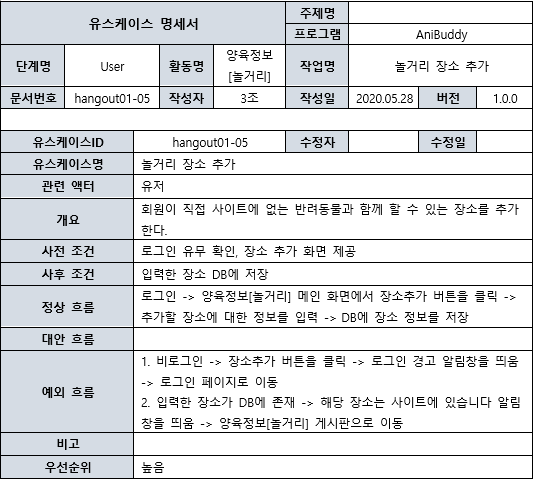 유스케이스 명세서
주제명
프로그램 AniBuddy
단계명 User 활동명 양육정보
[놀거리] 작업명 놀거리 장소 추가
문서번호 hangout01-05 작성자 3조 작성일 2020.05.28 버전 1.0.0
유스케이스ID hangout01-05 수정자 수정일
유스케이스명 놀거리 장소 추가
관련 액터 유저
개요 회원이 직접 사이트에 없는 반려동물과 함께 할 수 있는 장소를 추가
한다.
사전 조건 로그인 유무 확인, 장소 추가 화면 제공
사후 조건 입력한 장소 DB에 저장
정상 흐름 로그인 -> 양육정보[놀거리] 메인 화면에서 장소추가 버튼을 클릭 ->
추가할 장소에 대한 정보를 입력 -> DB에 장소 정보를 저장
대안 흐름
예외 흐름 1. 비로그인 -> 장소추가 버튼을 클릭 -> 로그인 경고 알림창을 띄움
-> 로그인 페이지로 이동
2. 입력한 장소가 DB에 존재 -> 해당 장소는 사이트에 있습니다 알림
창을 띄움 -> 양육정보[놀거리] 게시판으로 이동
비고
우선순위 높음